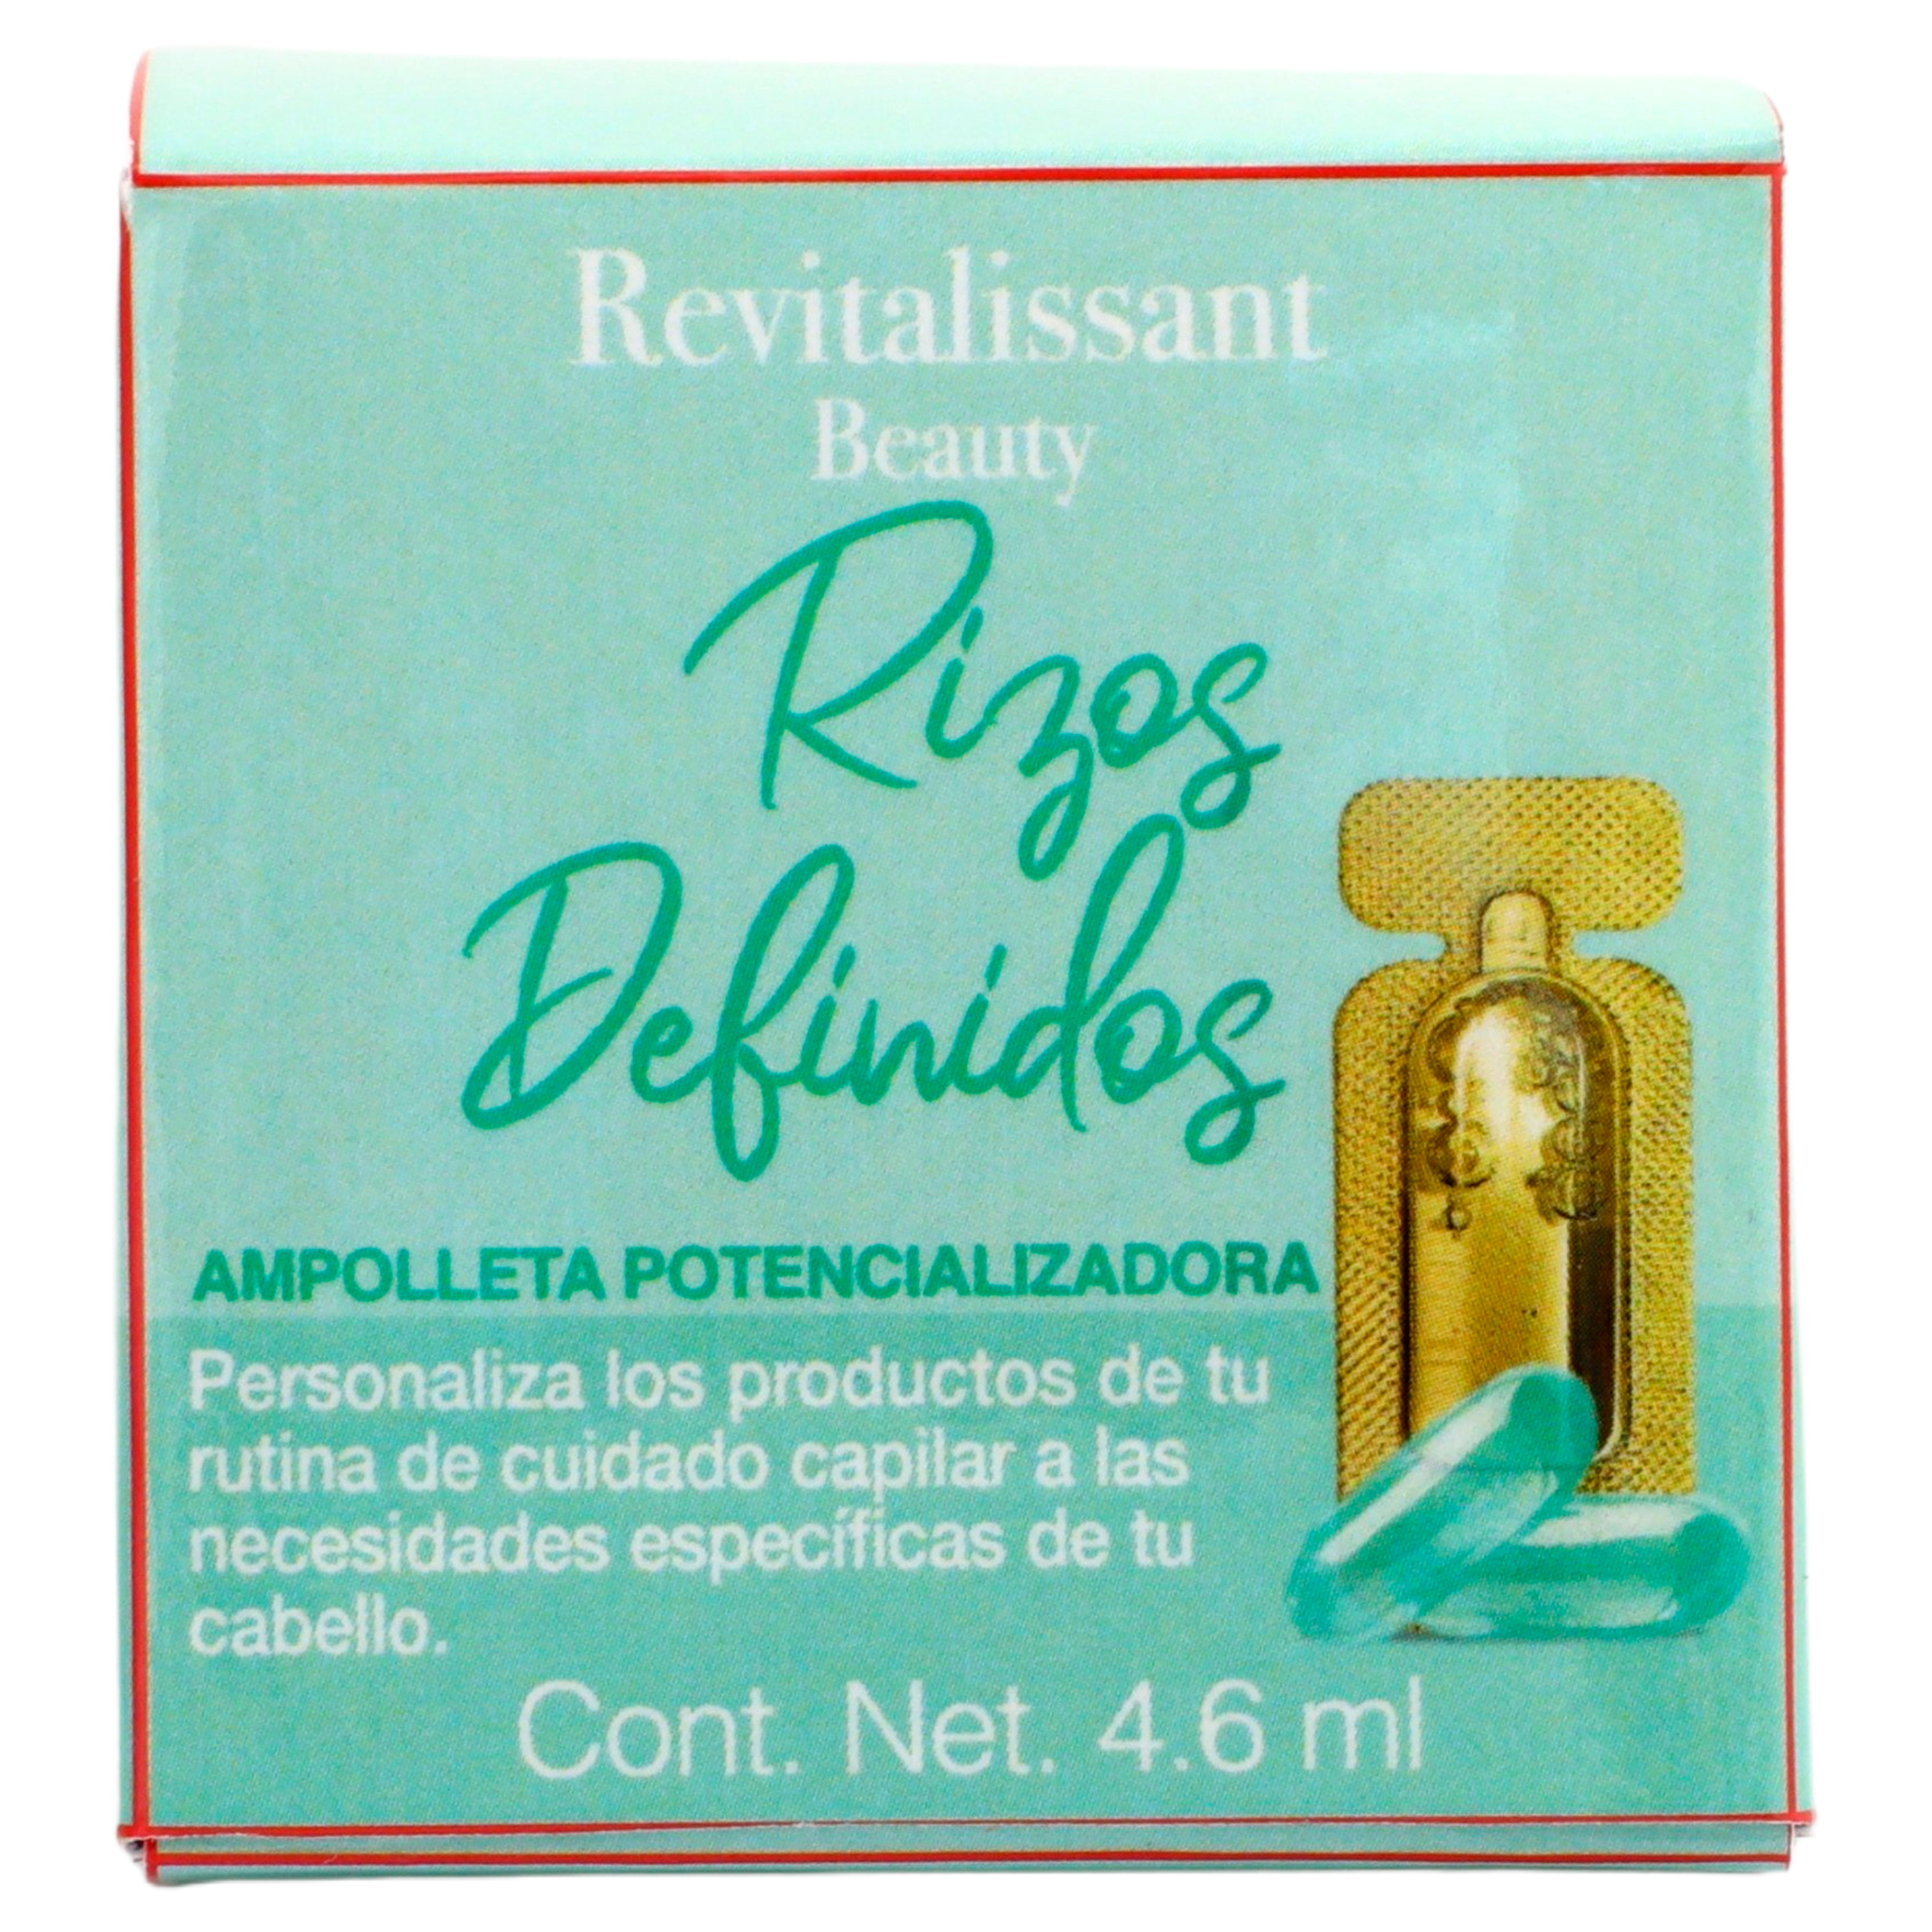 Revitalissant
Beauty
Rizos
Definidos
AMPOLLETA POTENCIALIZADORA
Personaliza los productos de tu
rutina de cuidado capilar a las
necesidades específicas de tu
cabello.
Cont. Net. 4.6 ml